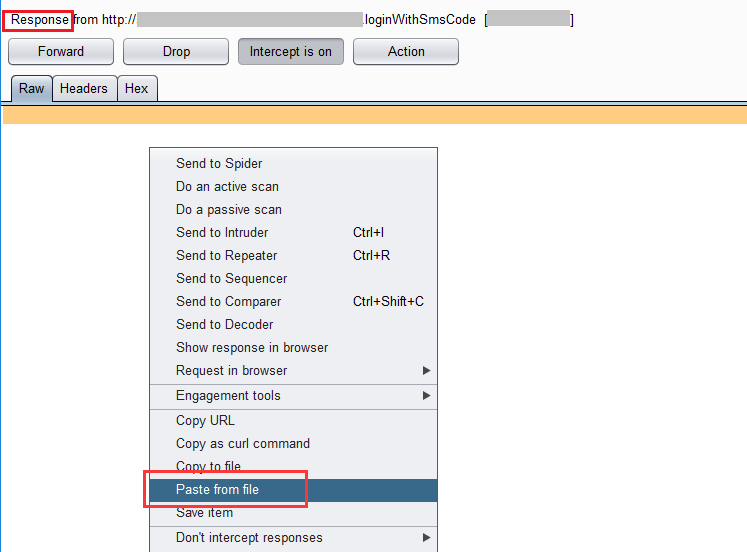 Response from http:// .loginWithSmsCode [ ]
Forward Drop Intercept is on Action
Raw Headers Hex
Send to Spider
Do an active scan
Do a passive scan
Send to Intruder Ctrl+I
Send to Repeater Ctrl+R
Send to Sequencer
Send to Comparer Ctrl+Shift+C
Send to Decoder
Show response in browser
Request in browser
Engagement tools
Copy URL
Copy as curl command
Copy to file
Paste from file
Save item
Don't intercept responses